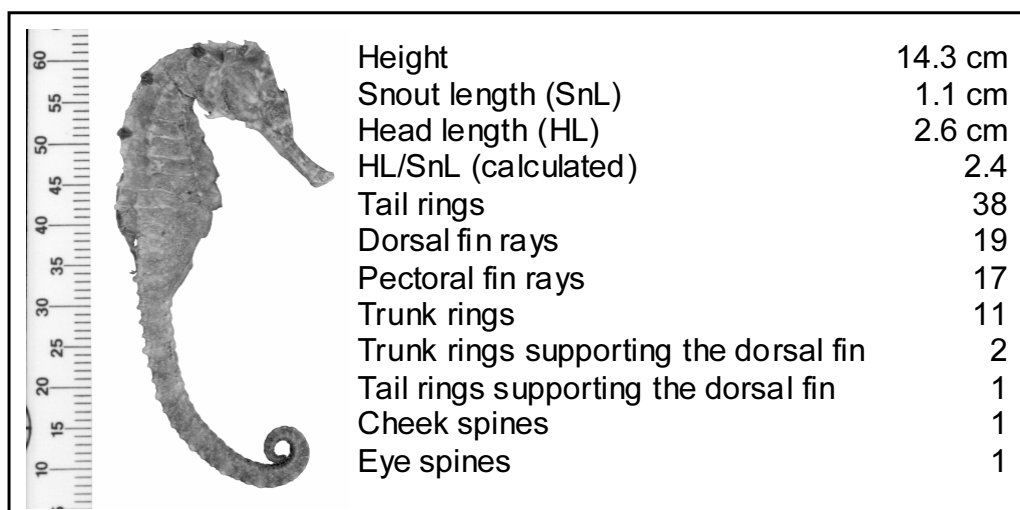 Height 14.3 cm
Snout length (SnL) 1.1 cm
Head length (HL) 2.6 cm
HL/SnL (calculated) 2.4
Tail rings 38
Dorsal fin rays 19
Pectoral fin rays 17
Trunk rings 11
Trunk rings supporting the dorsal fin 2
Tail rings supporting the dorsal fin 1
Cheek spines 1
Eye spines 1
60
55
50
45
40
35
30
25
20
15
10